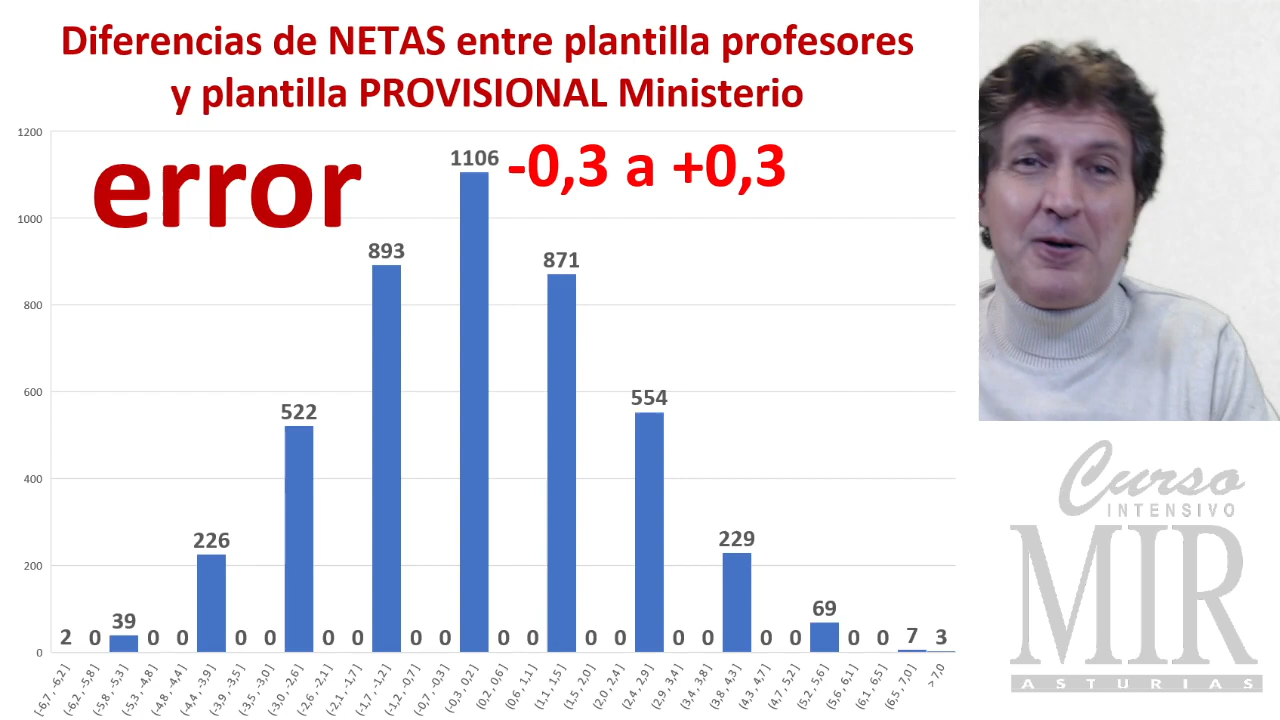 Diferencias de NETAS entre plantilla profesores
y plantilla PROVISIONAL Ministerio
error
-0,3 a +0,3
1200
1000
800
600
400
200
0
2
0
39
0
0
226
0
0
522
0
0
893
0
0
1106
0
0
871
0
0
554
0
0
229
0
0
69
0
0
7
3
(-6,7, -6,2 ]
(-6,2, -5,8 ]
(-5,8, -5,3 ]
(-5,3, -4,8 ]
(-4,8, -4,4 ]
(-4,4, -3,9 ]
(-3,9, -3,5 ]
(-3,5, -3,0 ]
(-3,0, -2,6 ]
(-2,6, -2,1 ]
(-2,1, -1,7 ]
(-1,7, -1,2 ]
(-1,2, -0,7 ]
(-0,7, -0,3 ]
(-0,3, 0,2 ]
(0,2, 0,6 ]
(0,6, 1,1 ]
(1,1, 1,5 ]
(1,5, 2,0 ]
(2,0, 2,4 ]
(2,4, 2,9 ]
(2,9, 3,4 ]
(3,4, 3,8 ]
(3,8, 4,3 ]
(4,3, 4,7 ]
(4,7, 5,2 ]
(5,2, 5,6 ]
(5,6, 6,1 ]
(6,1, 6,5 ]
(6,5, 7,0 ]
> 7,0
Curso
INTENSIVO
MIR
ASTURIAS